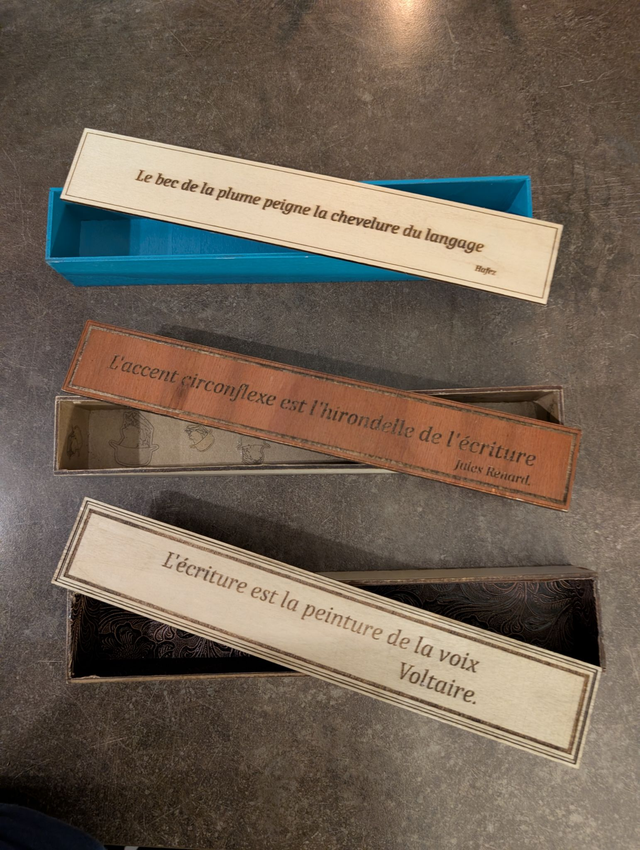 Le bec de la plume peigne la chevelure du langage
Hafez
L'accent circonflexe est l'hirondelle de l'écriture
Jules Renard.
L'écriture est la peinture de la voix
Voltaire.